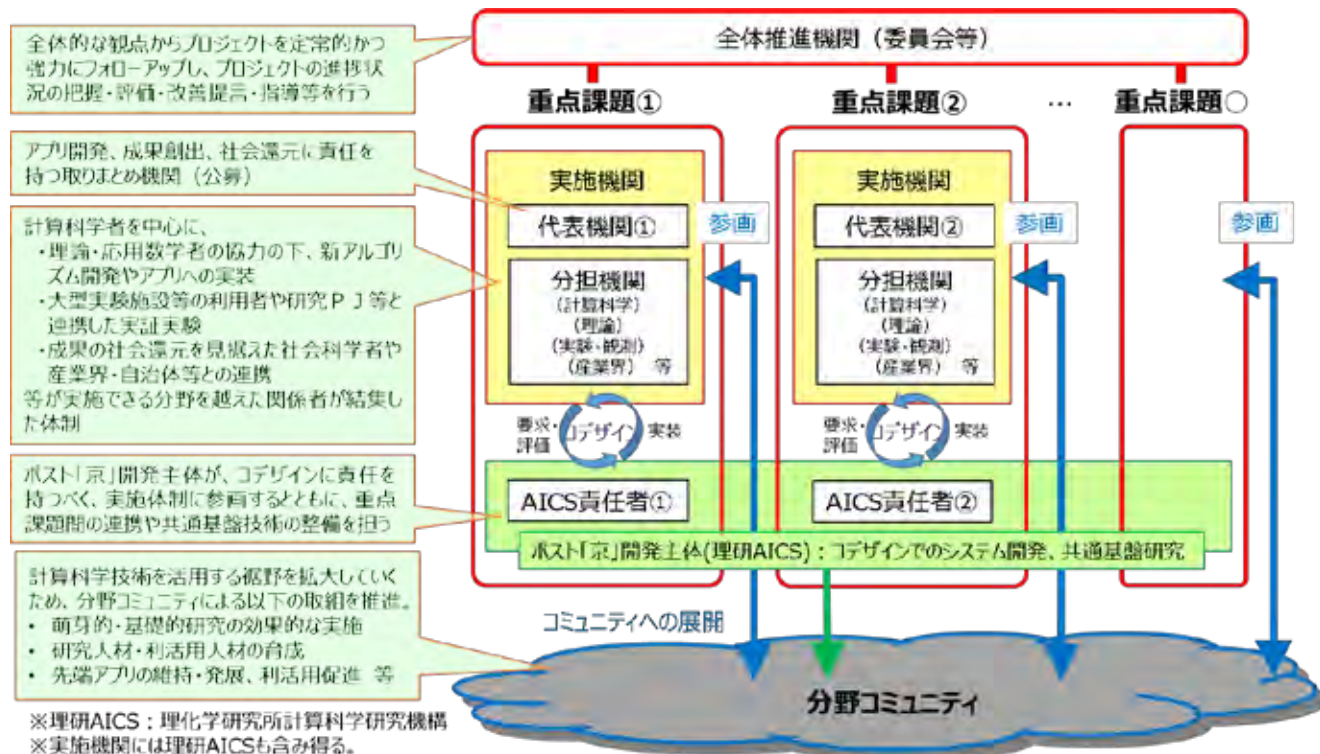 全体的な観点からプロジェクトを定常的かつ
強力にフォローアップし、プロジェクトの進捗状
況の把握・評価・改善提言・指導等を行う
アプリ開発、成果創出、社会還元に責任を
持つ取りまとめ機関（公募）
計算科学者を中心に、
・理論・応用数学者の協力の下、新アルゴリ
ズム開発やアプリへの実装
・大型実験施設等の利用者や研究ＰＪ等と
連携した実証実験
・成果の社会還元を見据えた社会科学者や
産業界・自治体等との連携
等が実施できる分野を越えた関係者が結集し
た体制
ポスト「京」開発主体が、コデザインに責任を
持つべく、実施体制に参画するとともに、重点
課題間の連携や共通基盤技術の整備を担う
計算科学技術を活用する裾野を拡大していく
ため、分野コミュニティによる以下の取組を推進。
• 萌芽的・基礎的研究の効果的な実施
• 研究人材・利活用人材の育成
• 先端アプリの維持・発展、利活用促進 等
※理研AICS：理化学研究所計算科学研究機構
※実施機関には理研AICSも含み得る。
全体推進機関（委員会等）
重点課題①
重点課題②
…
重点課題○
実施機関
代表機関①
参画
分担機関
(計算科学)
(理論)
(実験・観測)
(産業界) 等
要求・
評価
コデザイン
実装
AICS責任者①
実施機関
代表機関②
参画
分担機関
(計算科学)
(理論)
(実験・観測)
(産業界) 等
要求・
評価
コデザイン
実装
AICS責任者②
参画
ポスト「京」開発主体(理研AICS)：コデザインでのシステム開発、共通基盤研究
コミュニティへの展開
分野コミュニティ